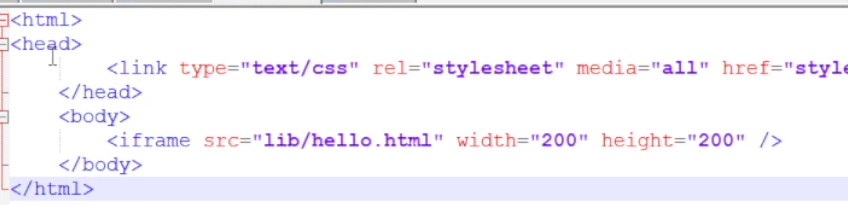 <html>
<head>
<link type="text/css" rel="stylesheet" media="all" href="style
</head>
<body>
<iframe src="lib/hello.html" width="200" height="200" />
</body>
</html>